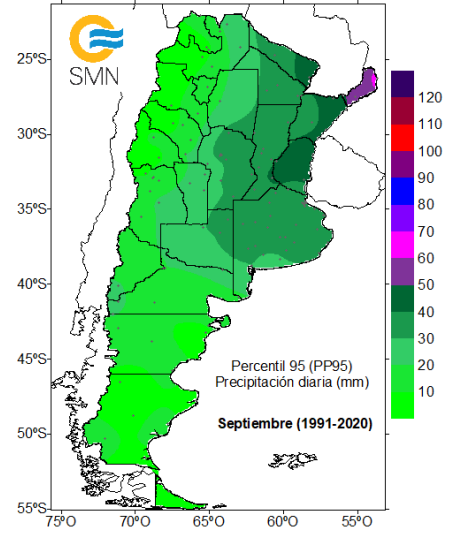 SMN
25ºS
30ºS
35ºS
40ºS
45ºS
50ºS
55ºS
75ºO
70ºO
65ºO
60ºO
55ºO
120
110
100
90
80
70
60
50
40
30
20
10
Percentil 95 (PP95)
Precipitación diaria (mm)
Septiembre (1991-2020)